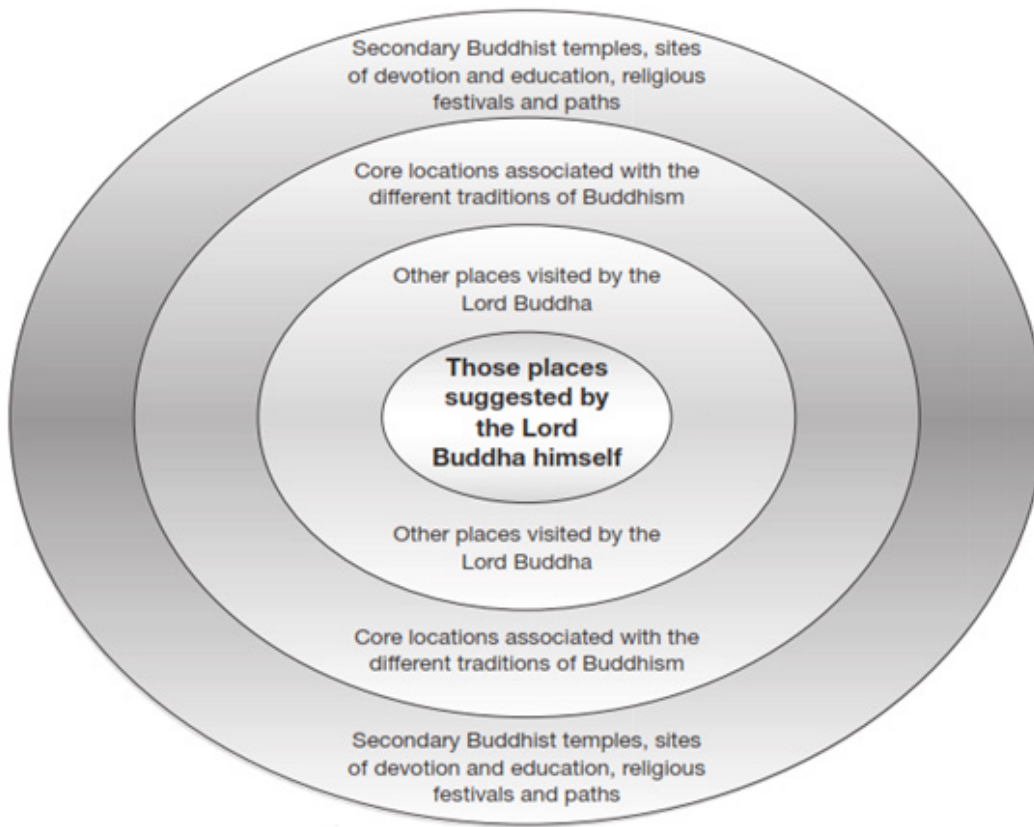 Secondary Buddhist temples, sites
of devotion and education, religious
festivals and paths
Core locations associated with the
different traditions of Buddhism
Other places visited by the
Lord Buddha
Those places
suggested by
the Lord
Buddha himself
Other places visited by the
Lord Buddha
Core locations associated with the
different traditions of Buddhism
Secondary Buddhist temples, sites
of devotion and education, religious
festivals and paths